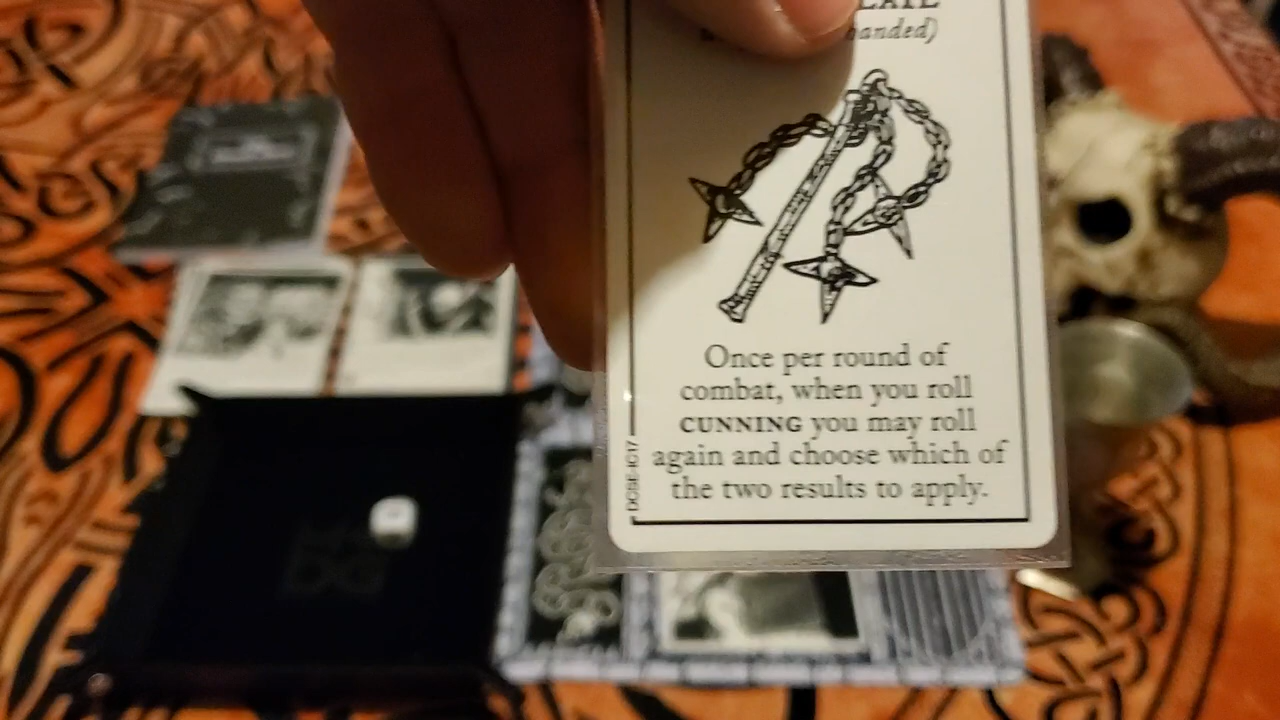 handed)
Once per round of
combat, when you roll
CUNNING you may roll
again and choose which of
the two results to apply.